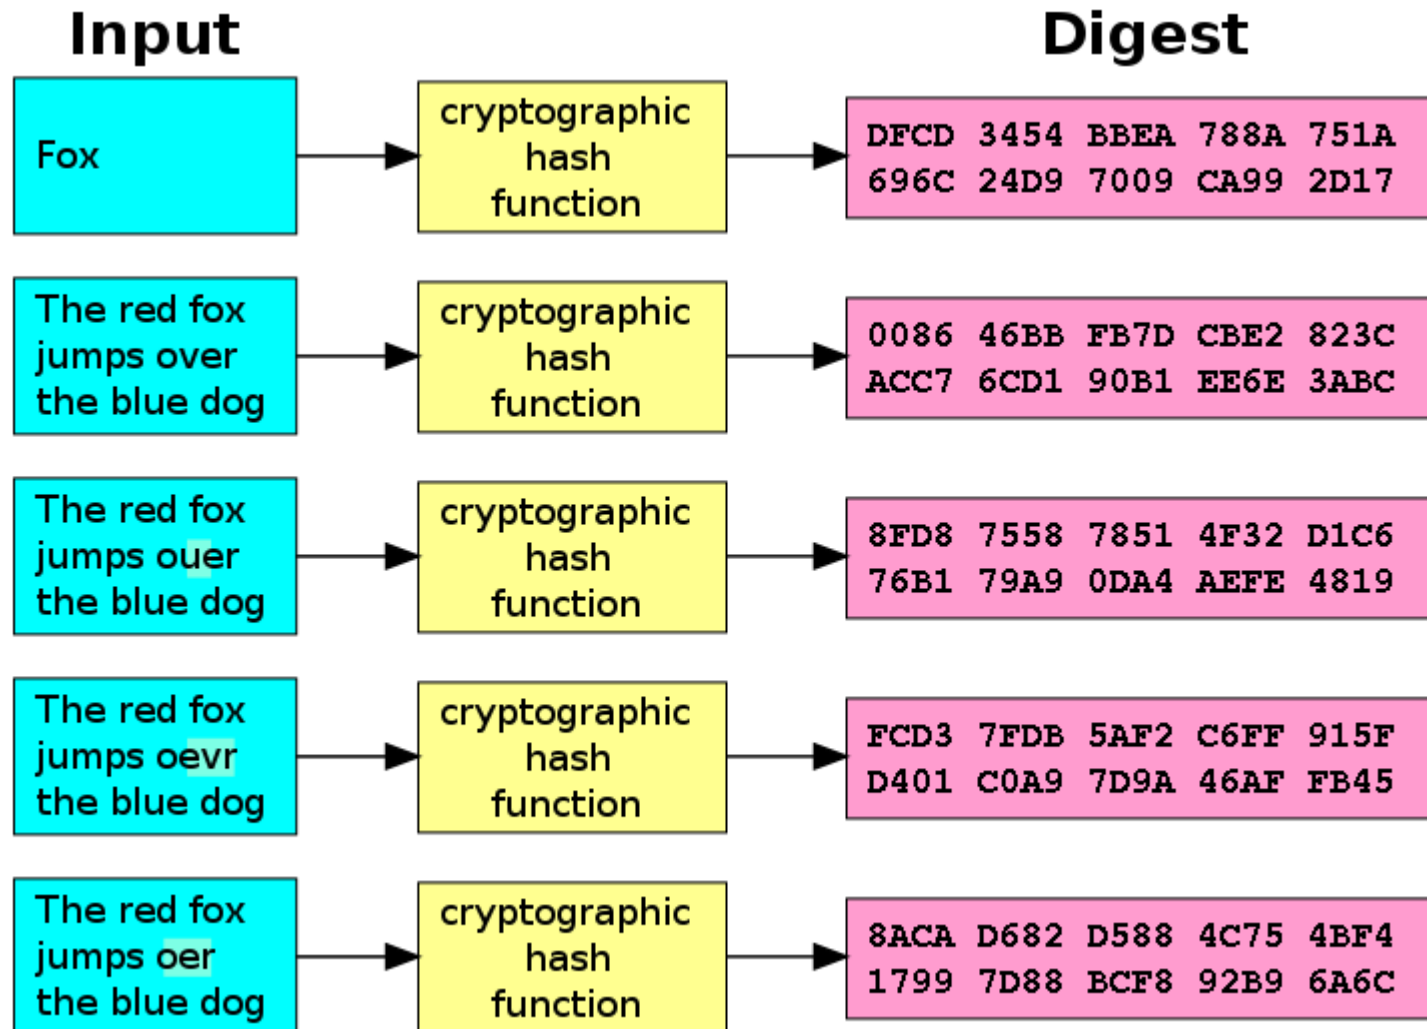 Input
Digest
Fox
cryptographic
hash
function
DFCD 3454 BBEA 788A 751A
696C 24D9 7009 CA99 2D17
The red fox
jumps over
the blue dog
cryptographic
hash
function
0086 46BB FB7D CBE2 823C
ACC7 6CD1 90B1 EE6E 3ABC
The red fox
jumps ouer
the blue dog
cryptographic
hash
function
8FD8 7558 7851 4F32 D1C6
76B1 79A9 0DA4 AEFE 4819
The red fox
jumps oevr
the blue dog
cryptographic
hash
function
FCD3 7FDB 5AF2 C6FF 915F
D401 C0A9 7D9A 46AF FB45
The red fox
jumps oer
the blue dog
cryptographic
hash
function
8ACA D682 D588 4C75 4BF4
1799 7D88 BCF8 92B9 6A6C